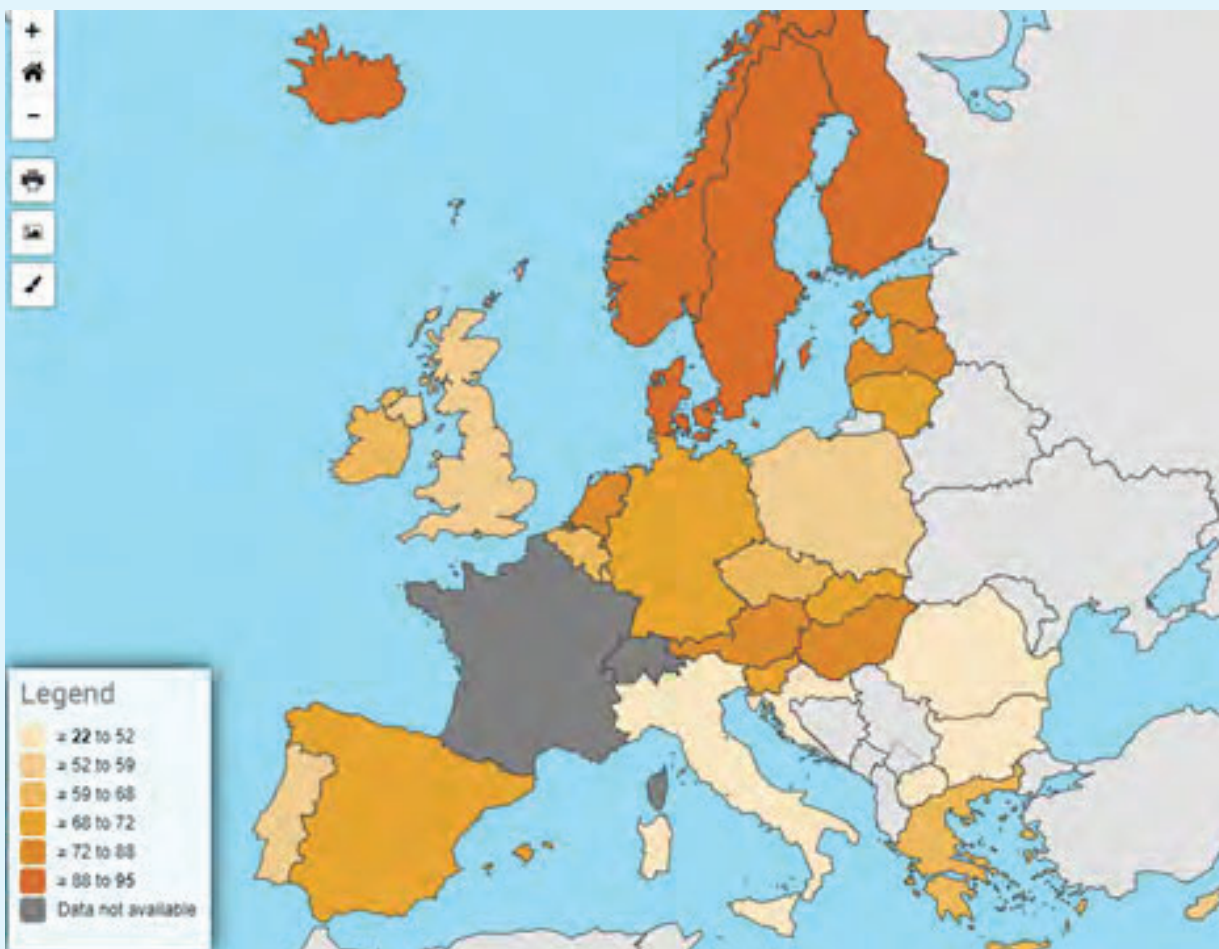 +
-
Legend
≥ 22 to 52
≥ 52 to 59
≥ 59 to 68
≥ 68 to 72
≥ 72 to 88
≥ 88 to 95
Data not available